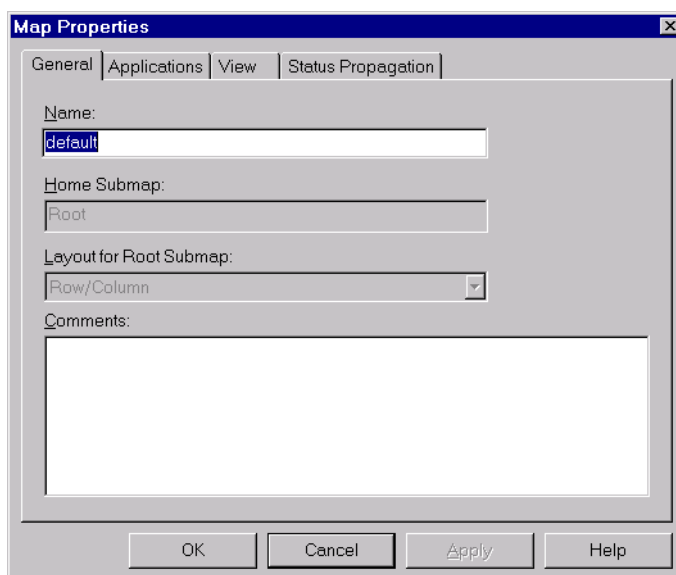 Map Properties
General Applications View Status Propagation
Name:
default
Home Submap:
Root
Layout for Root Submap:
Row/Column
Comments:
OK Cancel Apply Help